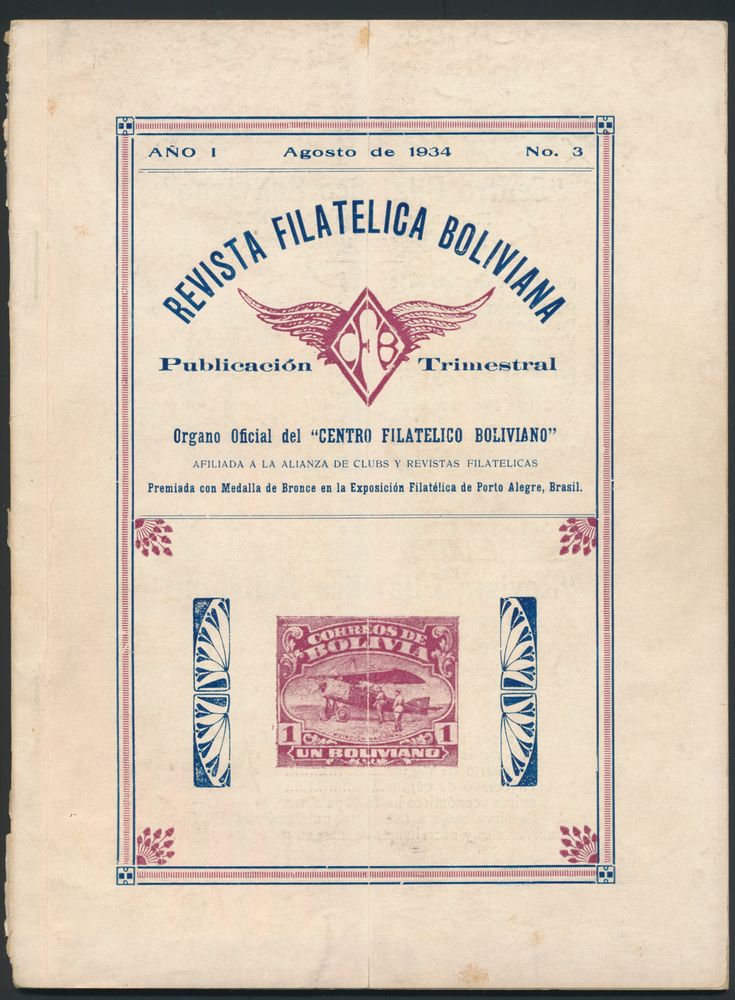 AÑO I Agosto de 1934 No. 3
REVISTA FILATELICA BOLIVIANA
CFB
Publicación Trimestral
Organo Oficial del “CENTRO FILATELICO BOLIVIANO”
AFILIADA A LA ALIANZA DE CLUBS Y REVISTAS FILATELICAS
Premiada con Medalla de Bronce en la Exposición Filatélica de Porto Alegre, Brasil.
CORREOS DE
BOLIVIA
AVIACION NACIONAL
1 1
UN BOLIVIANO